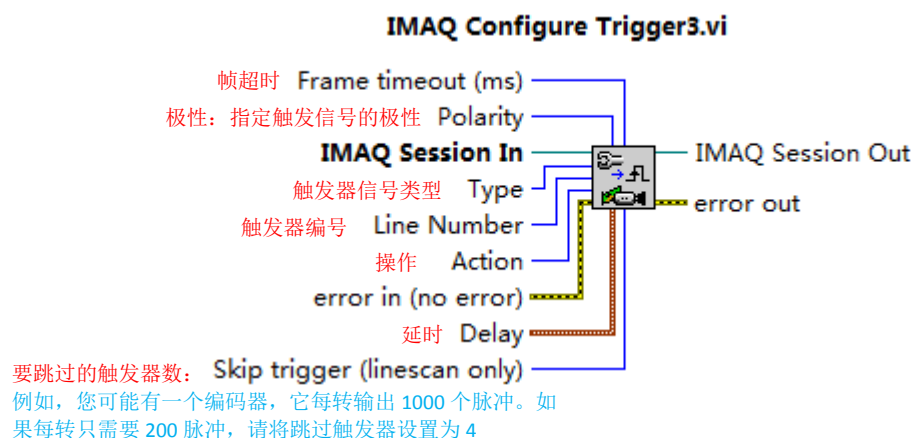 IMAQ Configure Trigger3.vi
帧超时 Frame timeout (ms)
极性：指定触发信号的极性 Polarity
IMAQ Session In IMAQ Session Out
触发器信号类型 Type
error out
触发器编号 Line Number
操作 Action
error in (no error)
延时 Delay
要跳过的触发器数： Skip trigger (linescan only)
例如，您可能有一个编码器，它每转输出 1000 个脉冲。如
果每转只需要 200 脉冲，请将跳过触发器设置为 4